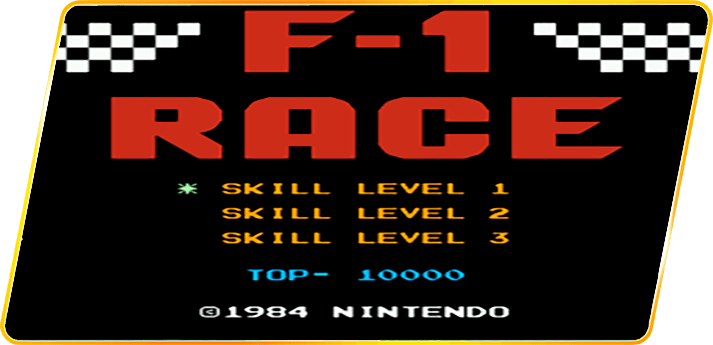 F-1
RACE
* SKILL LEVEL 1
SKILL LEVEL 2
SKILL LEVEL 3
TOP- 10000
©1984 NINTENDO